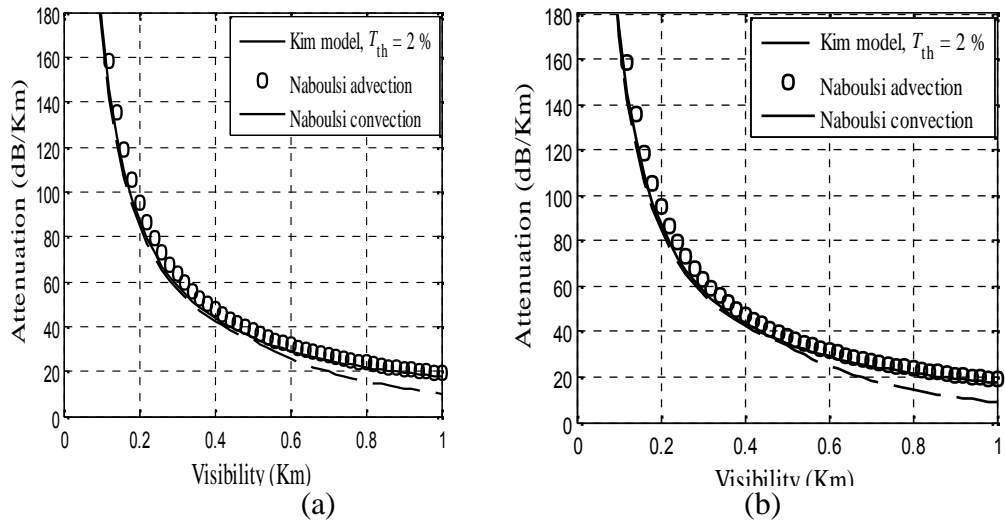 180
160
140
120
100
80
60
40
20
0
Attenuation (dB/Km)
0 0.2 0.4 0.6 0.8 1
Visibility (Km)
Kim model, Tth = 2 %
Naboulsi advection
Naboulsi convection
(a)
180
160
140
120
100
80
60
40
20
0
Attenuation (dB/Km)
0 0.2 0.4 0.6 0.8 1
Visibility (Km)
Kim model, Tth = 2 %
Naboulsi advection
Naboulsi convection
(b)